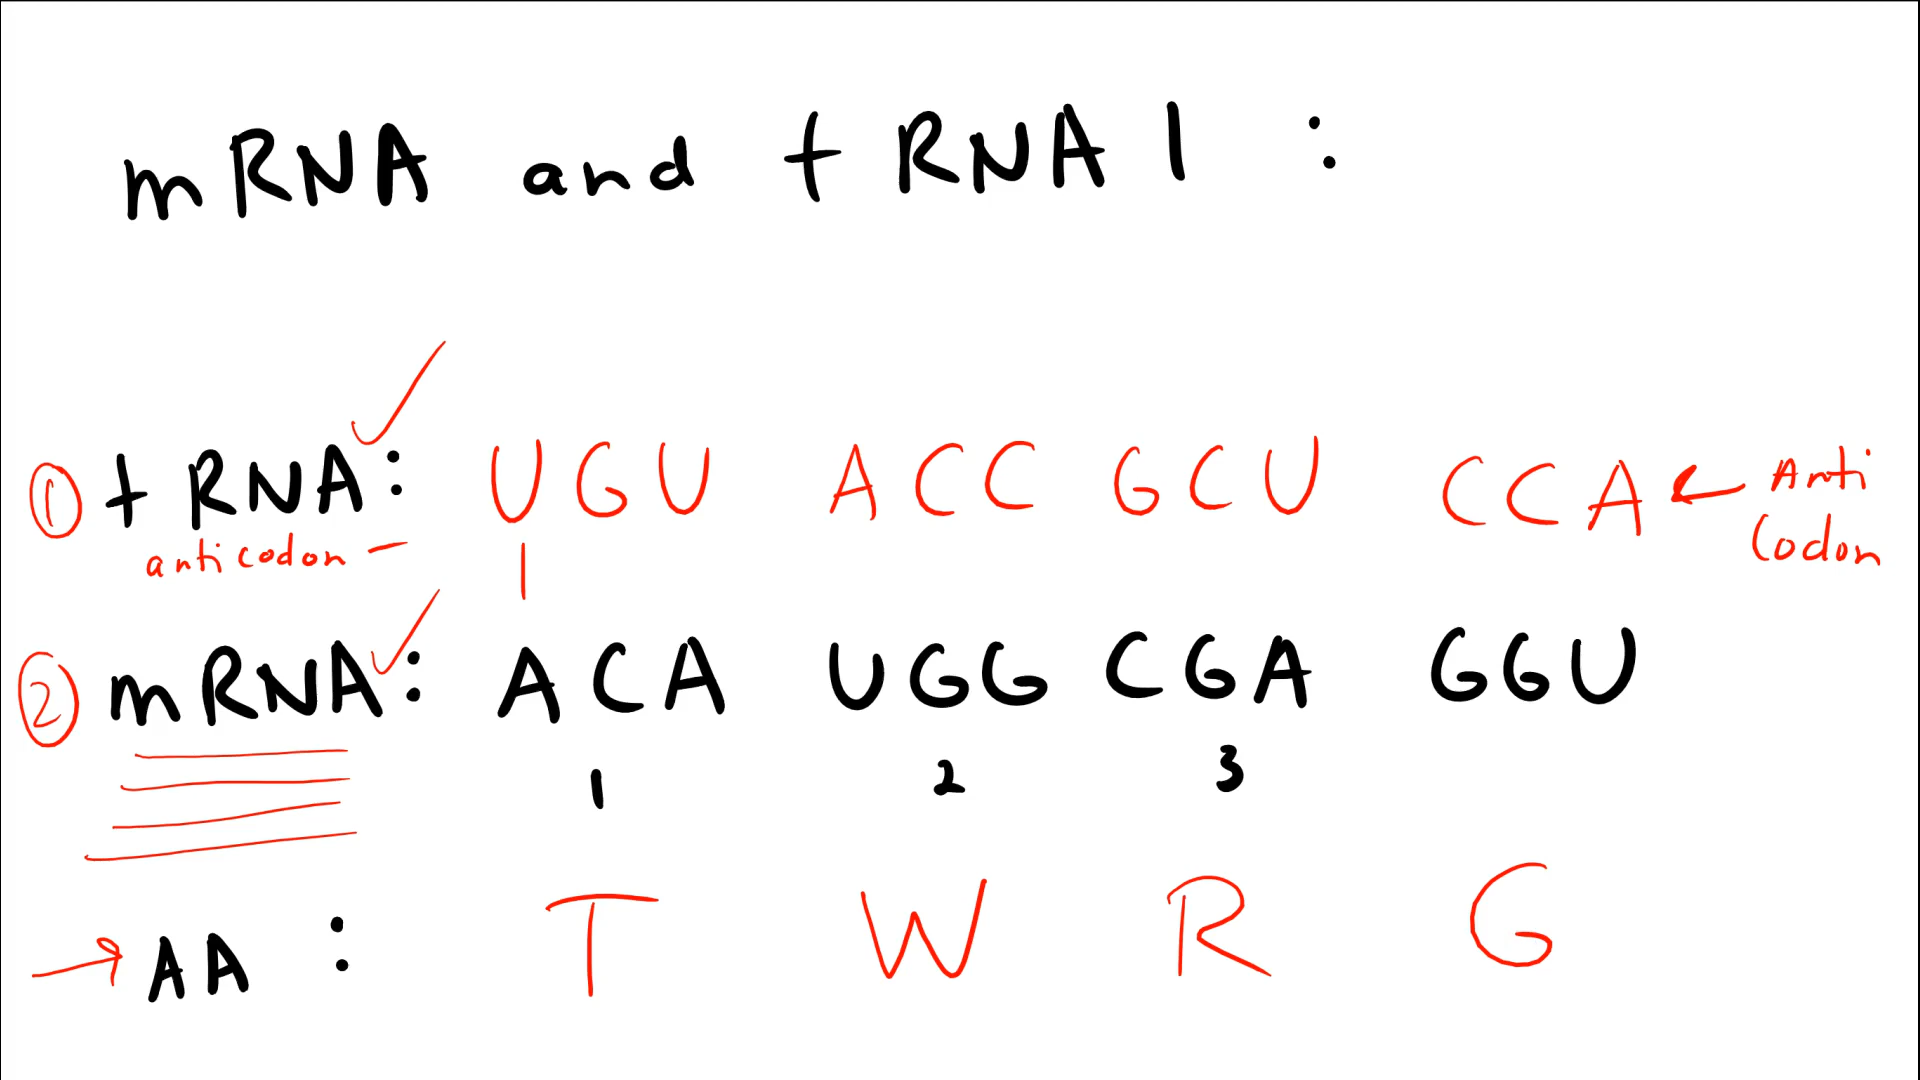 mRNA and tRNA 1 :
① tRNA: UGU ACC GCU CCA ← Anti
Codon
anticodon –
② mRNA: ACA UGG CGA GGU
1 2 3
→ AA : T W R G